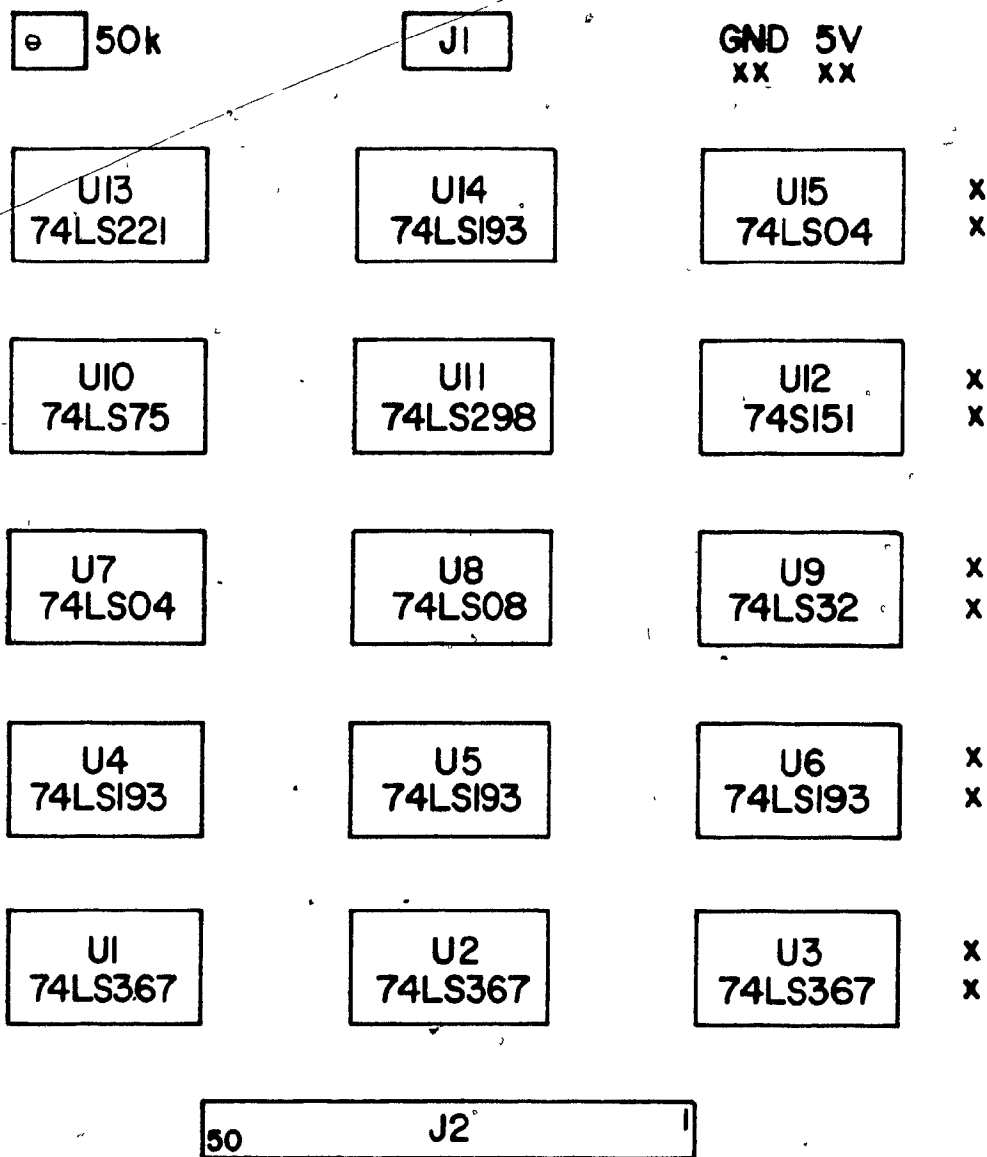 ⊖ 50k J1 GND 5V
xx xx
U13 U14 U15 x
74LS221 74LS193 74LS04 x
U10 U11 U12 x
74LS75 74LS298 74S151 x
U7 U8 U9 x
74LS04 74LS08 74LS32 x
U4 U5 U6 x
74LS193 74LS193 74LS193 x
U1 U2 U3 x
74LS367 74LS367 74LS367 x
50 J2 1